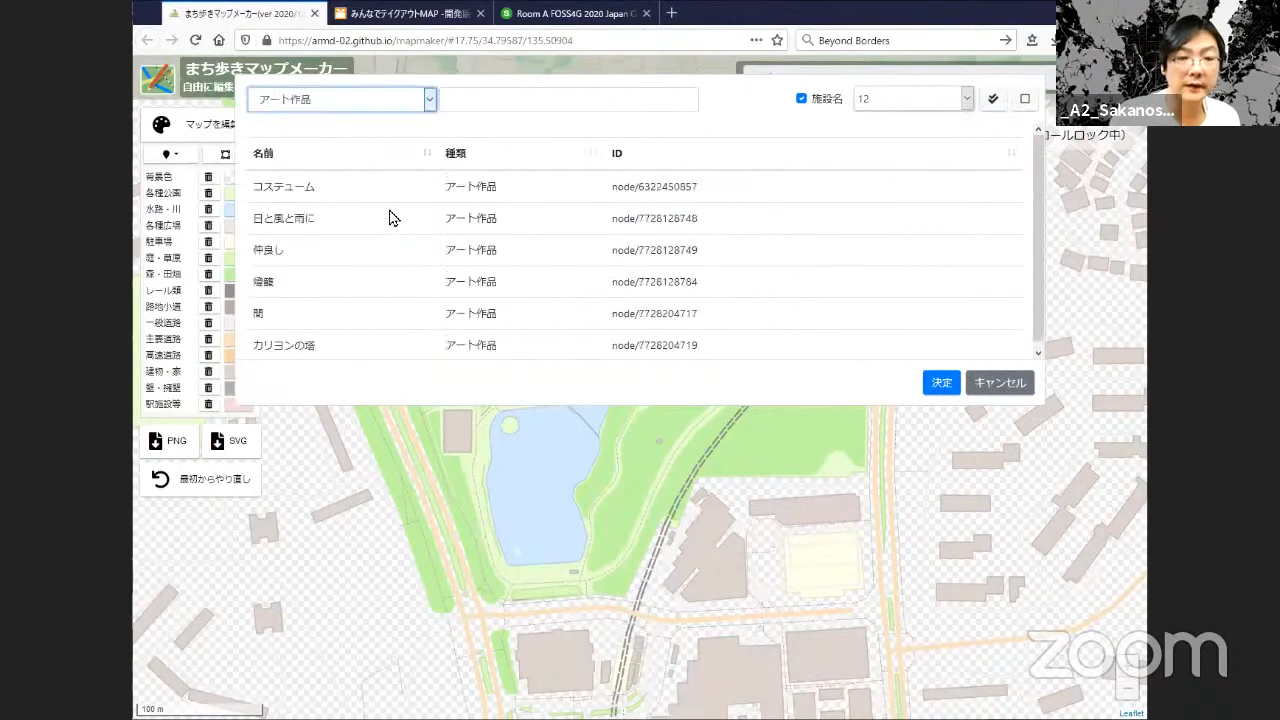 まち歩きマップメーカー(ver 2020/1
みんなでテイクアウトMAP - 開発版
Room A FOSS4G 2020 Japan O
https://armd-02.github.io/mapmaker/#17.75/34.79587/135.50904
Beyond Borders
まち歩きマップメーカー
自由に編集
_A2_Sakanos...
アート作品
施設名
12
マップを編集
ールロック中)
名前
種類
ID
コステューム
アート作品
node/6322450857
日と風と雨に
アート作品
node/7728128748
仲良し
アート作品
node/7728128749
燈籠
アート作品
node/7728128784
間
アート作品
node/7728204717
カリヨンの塔
アート作品
node/7728204719
決定
キャンセル
背景色
各種公園
水路・川
各種広場
駐車場
庭・草原
森・田畑
レール類
路地小道
一般道路
主要道路
高速道路
建物・家
壁・擁壁
駅施設等
PNG
SVG
最初からやり直し
zoom
100 m
Leaflet